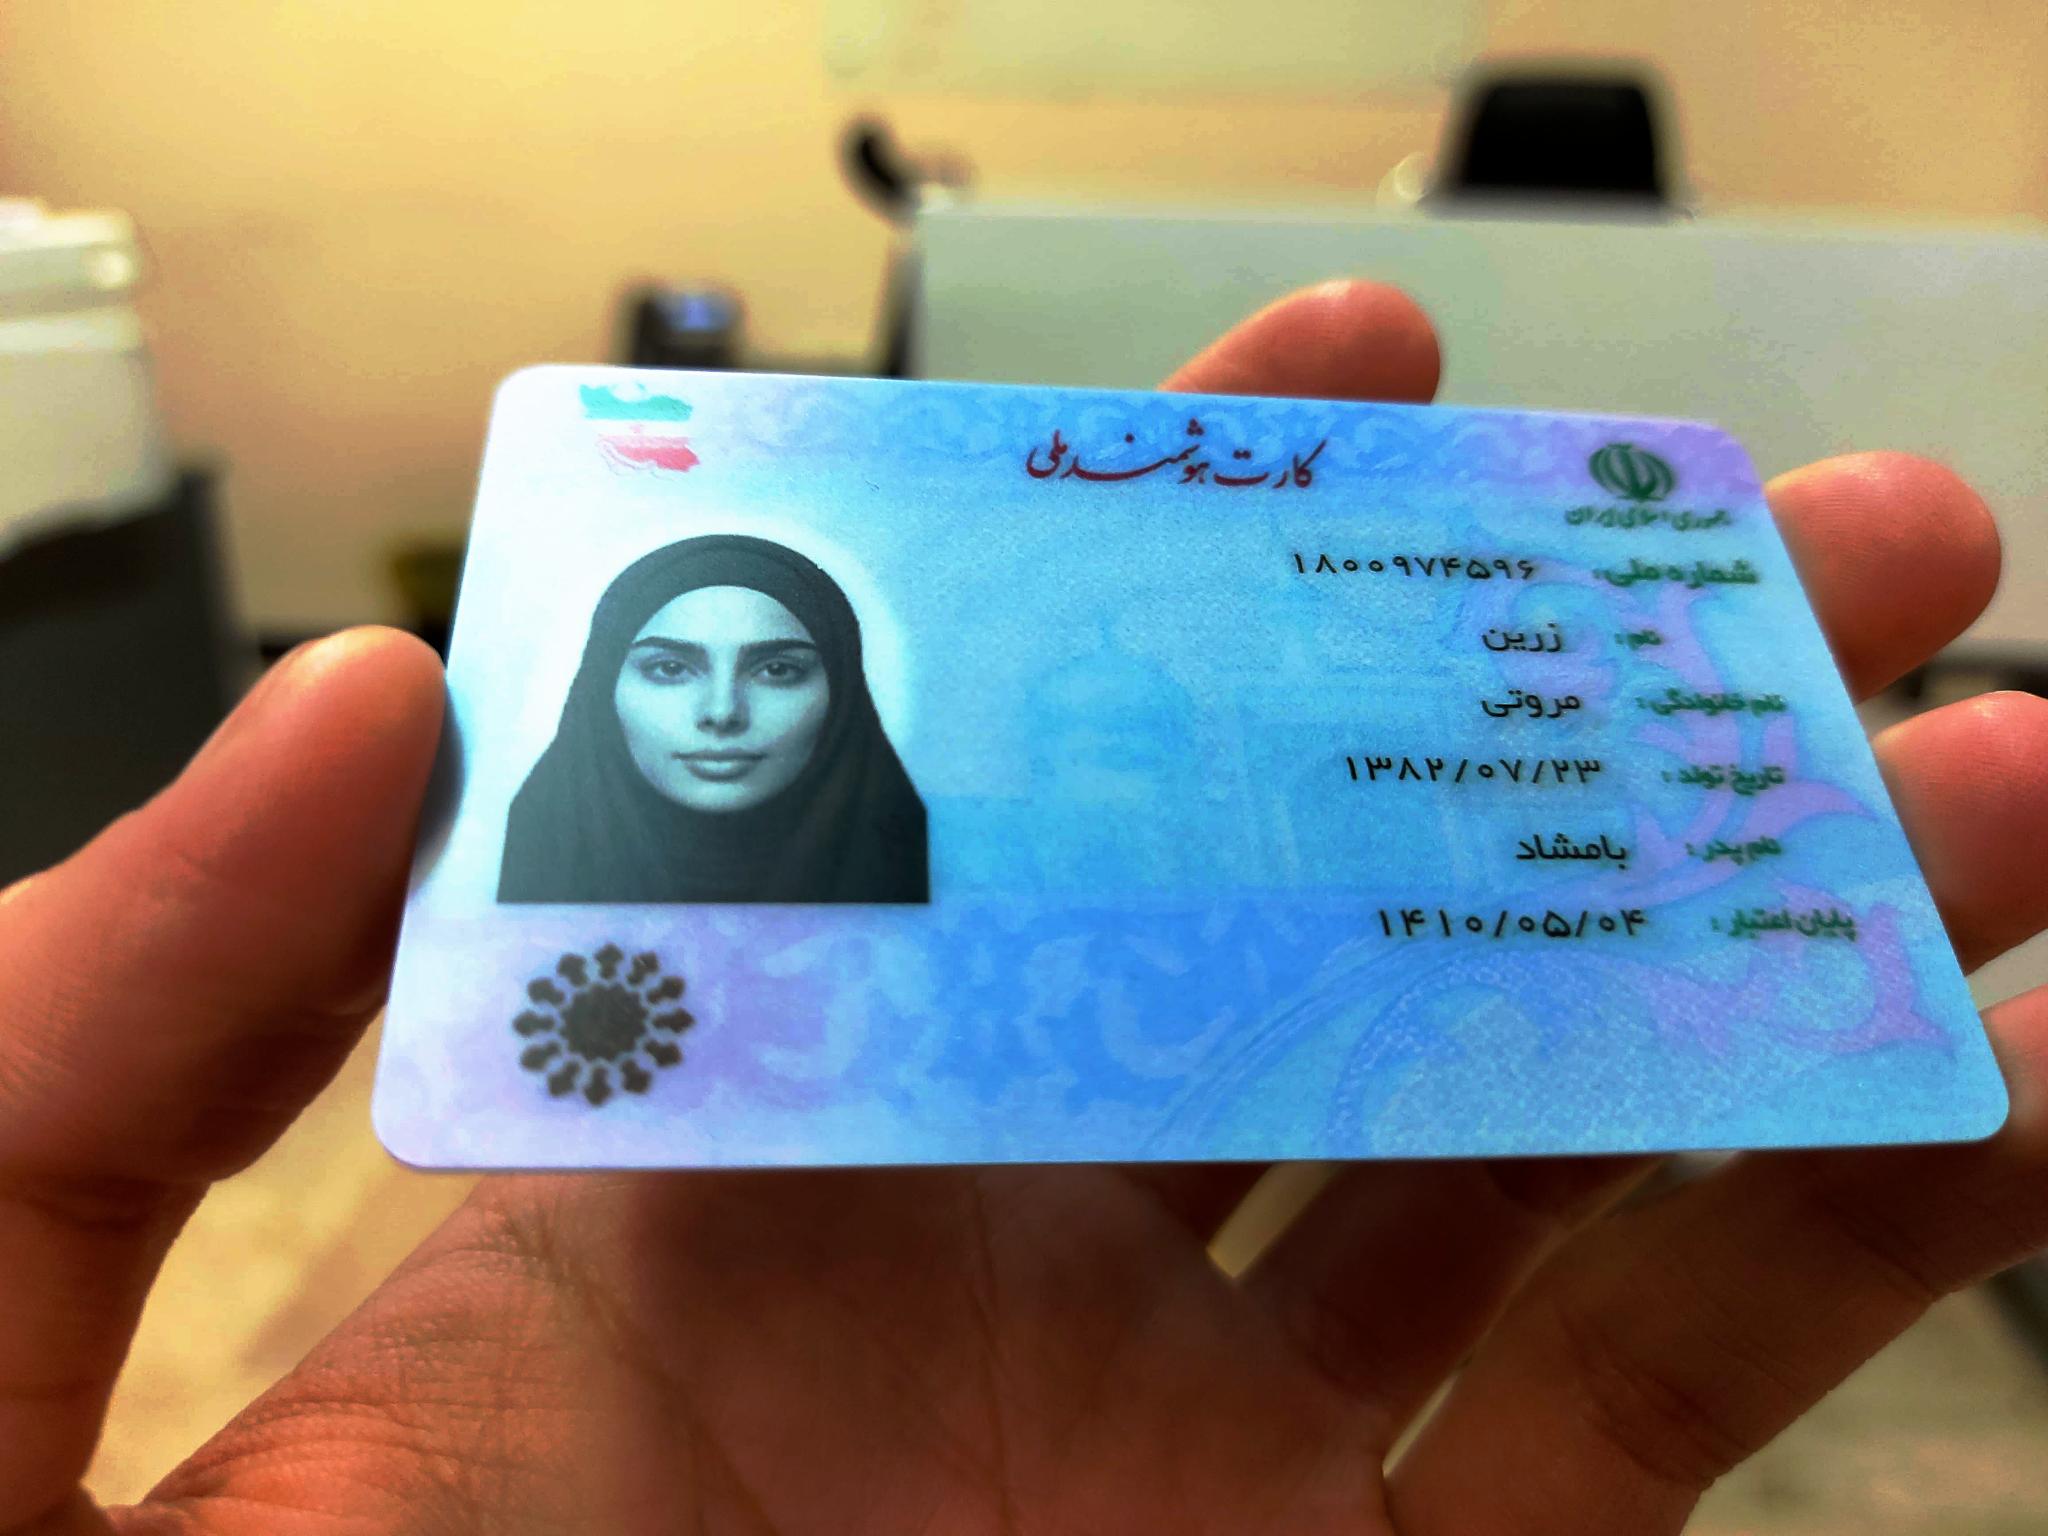 کارت هوشمند ملی
جمهوری اسلامی ایران
شماره ملی: ۱۸۰۰۹۷۴۵۹۶
نام: زرین
نام خانوادگی: مروتی
تاریخ تولد: ۱۳۸۲/۰۷/۲۳
نام پدر: بامشاد
پایان اعتبار: ۱۴۱۰/۰۵/۰۴